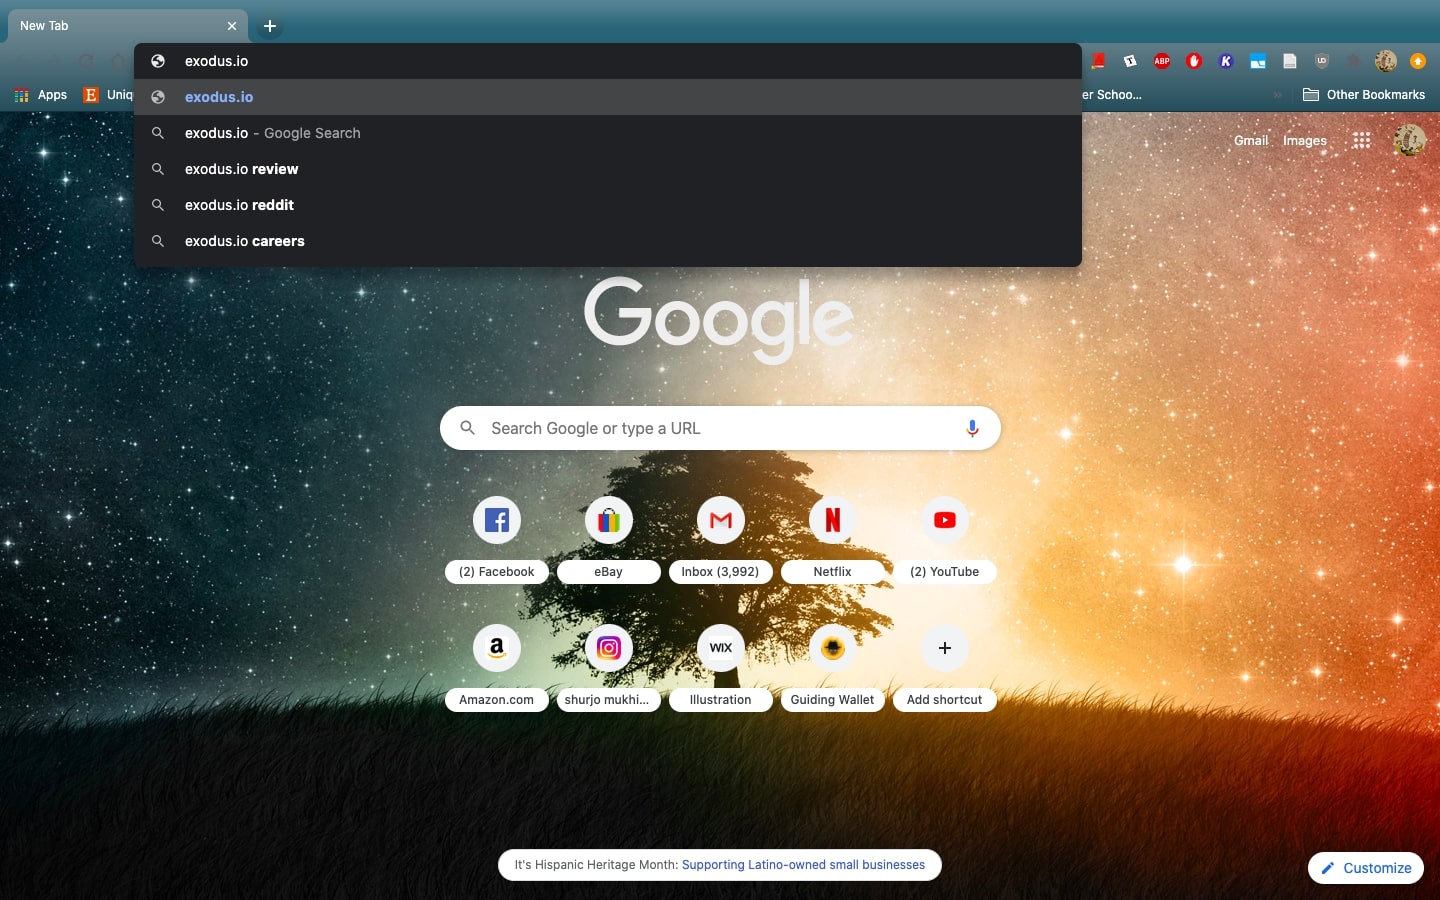 New Tab
exodus.io
exodus.io
exodus.io - Google Search
exodus.io review
exodus.io reddit
exodus.io careers
T
ABP
K
UD
Apps
E
Uniq
er Schoo...
Other Bookmarks
Gmail
Images
Google
Search Google or type a URL
(2) Facebook
eBay
Inbox (3,992)
Netflix
(2) YouTube
WIX
Amazon.com
shurjo mukhi...
Illustration
Guiding Wallet
Add shortcut
It's Hispanic Heritage Month: Supporting Latino-owned small businesses
Customize